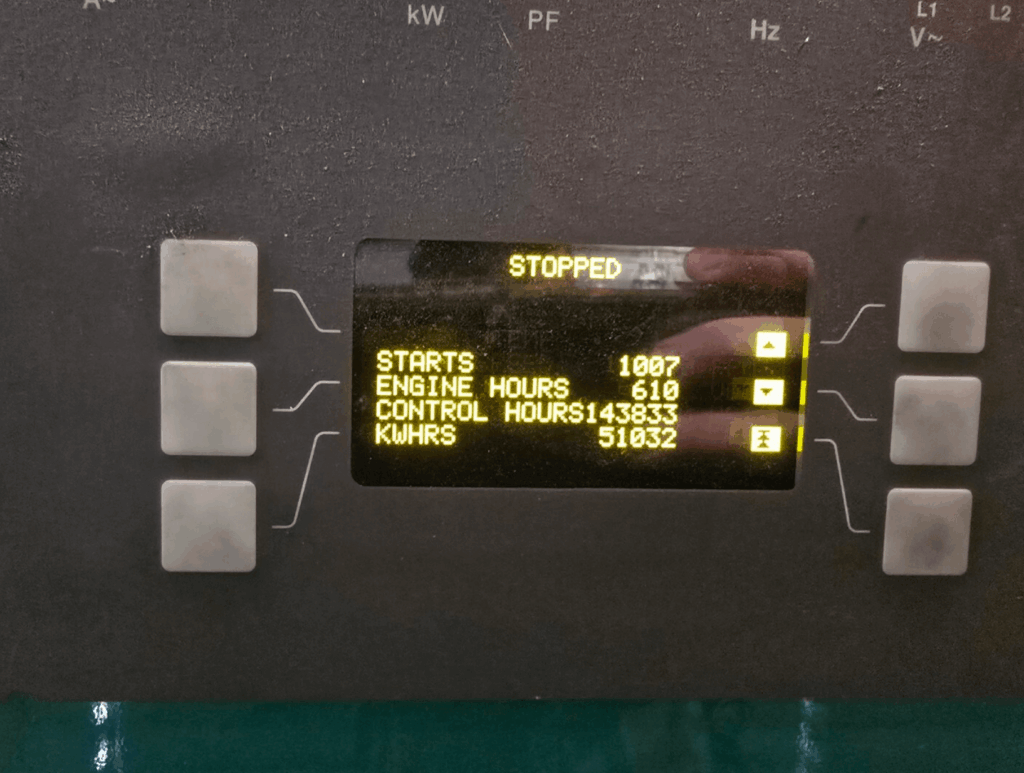 A~
kW
PF
Hz
L1
L2
V~
STOPPED
STARTS 1007
ENGINE HOURS 610
CONTROL HOURS143833
KWHRS 51032